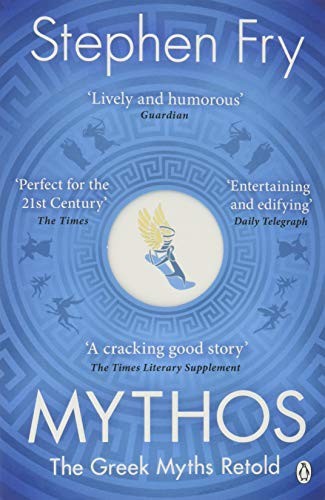 Stephen Fry
‘Lively and humorous’
Guardian
‘Perfect for the
21st Century’
The Times
‘Entertaining
and edifying’
Daily Telegraph
‘A cracking good story’
The Times Literary Supplement
MYTHOS
The Greek Myths Retold